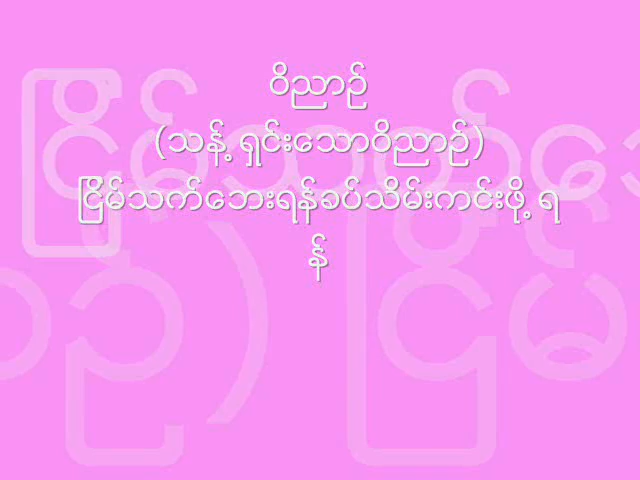 ဝိညာဉ်
(သန့် ရှင်းသောဝိညာဉ်)
ငြိမ်သက်ဘေးရန်ခပ်သိမ်းကင်းဖို့ ရ
န်